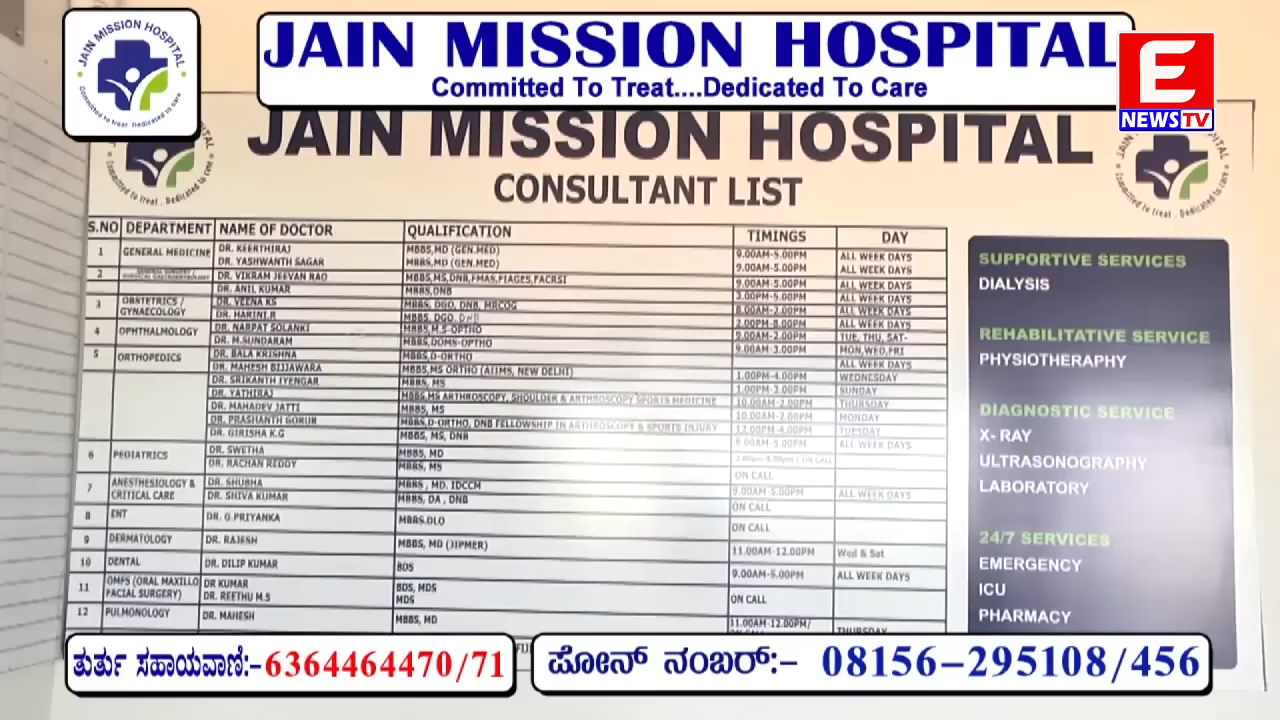 JAIN MISSION HOSPITAL
Committed To Treat....Dedicated To Care
JAIN MISSION HOSPITAL
Committed to treat. Dedicated to care
E
NEWSTV
JAIN MISSION HOSPITAL
CONSULTANT LIST
S.NO DEPARTMENT NAME OF DOCTOR QUALIFICATION TIMINGS DAY
1 GENERAL MEDICINE DR. KEERTHIRAJ MBBS,MD (GEN.MED) 9.00AM-5.00PM ALL WEEK DAYS
DR. YASHWANTH SAGAR MBBS,MD (GEN.MED) 9.00AM-5.00PM ALL WEEK DAYS
2 DR. VIKRAM JEEVAN RAO MBBS,MS,DNB,FMAS,FIAGES,FACRSI 9.00AM-5.00PM ALL WEEK DAYS
DR. ANIL KUMAR MBBS,DNB 3.00PM-5.00PM ALL WEEK DAYS
3 OBSTETRICS / GYNAECOLOGY DR. VEENA KS MBBS, DGO, DNB, MRCOG 8.00AM-2.00PM ALL WEEK DAYS
DR. HARINI.R MBBS, DGO, DNB 2.00PM-8.00PM ALL WEEK DAYS
4 OPHTHALMOLOGY DR. NARPAT SOLANKI MBBS,M.S-OPTHO 9.00AM-2.00PM TUE, THU, SAT-
DR. M.SUNDARAM MBBS,DOMS-OPTHO 9.00AM-3.00PM MON,WED,FRI
5 ORTHOPEDICS DR. BALA KRISHNA MBBS,D-ORTHO ALL WEEK DAYS
DR. MAHESH BIJJAWARA MBBS,MS ORTHO (AIIMS, NEW DELHI) 1.00PM-4.00PM WEDNESDAY
DR. SRIKANTH IYENGAR MBBS, MS 1.00PM-3.00PM SUNDAY
DR. YATHIRAJ MBBS,MS ARTHROSCOPY, SHOULDER & ARTHROSCOPY SPORTS MEDICINE 10.00AM-2.00PM THURSDAY
DR. MAHADEV JATTI MBBS, MS 10.00AM-2.00PM MONDAY
DR. PRASHANTH GORUR MBBS,D-ORTHO, DNB FELLOWSHIP IN ARTHROSCOPY & SPORTS INJURY 12.00PM-4.00PM TUESDAY
DR. GIRISHA K.G MBBS, MS, DNB 9.00AM-5.00PM ALL WEEK DAYS
6 PEDIATRICS DR. SWETHA MBBS, MD / ON CALL
DR. RACHAN REDDY MBBS, MS ON CALL
7 ANESTHESIOLOGY & CRITICAL CARE DR. SHUBHA MBBS , MD. IDCCM 9.00AM-5.00PM ALL WEEK DAYS
DR. SHIVA KUMAR MBBS, DA , DNB ON CALL
8 ENT DR. G.PRIYANKA MBBS.DLO ON CALL
9 DERMATOLOGY DR. RAJESH MBBS, MD (JIPMER) 11.00AM-12.00PM Wed & Sat
10 DENTAL DR. DILIP KUMAR BDS 9.00AM-5.00PM ALL WEEK DAYS
11 OMFS (ORAL MAXILLO FACIAL SURGERY) DR KUMAR BDS, MDS ON CALL
DR. REETHU M.S MDS
12 PULMONOLOGY DR. MAHESH MBBS, MD 11.00AM-12.00PM/ THURSDAY
SUPPORTIVE SERVICES
DIALYSIS
REHABILITATIVE SERVICE
PHYSIOTHERAPHY
DIAGNOSTIC SERVICE
X- RAY
ULTRASONOGRAPHY
LABORATORY
24/7 SERVICES
EMERGENCY
ICU
PHARMACY
ತುರ್ತು ಸಹಾಯವಾಣಿ:-6364464470/71
ಫೋನ್ ನಂಬರ್:- 08156-295108/456